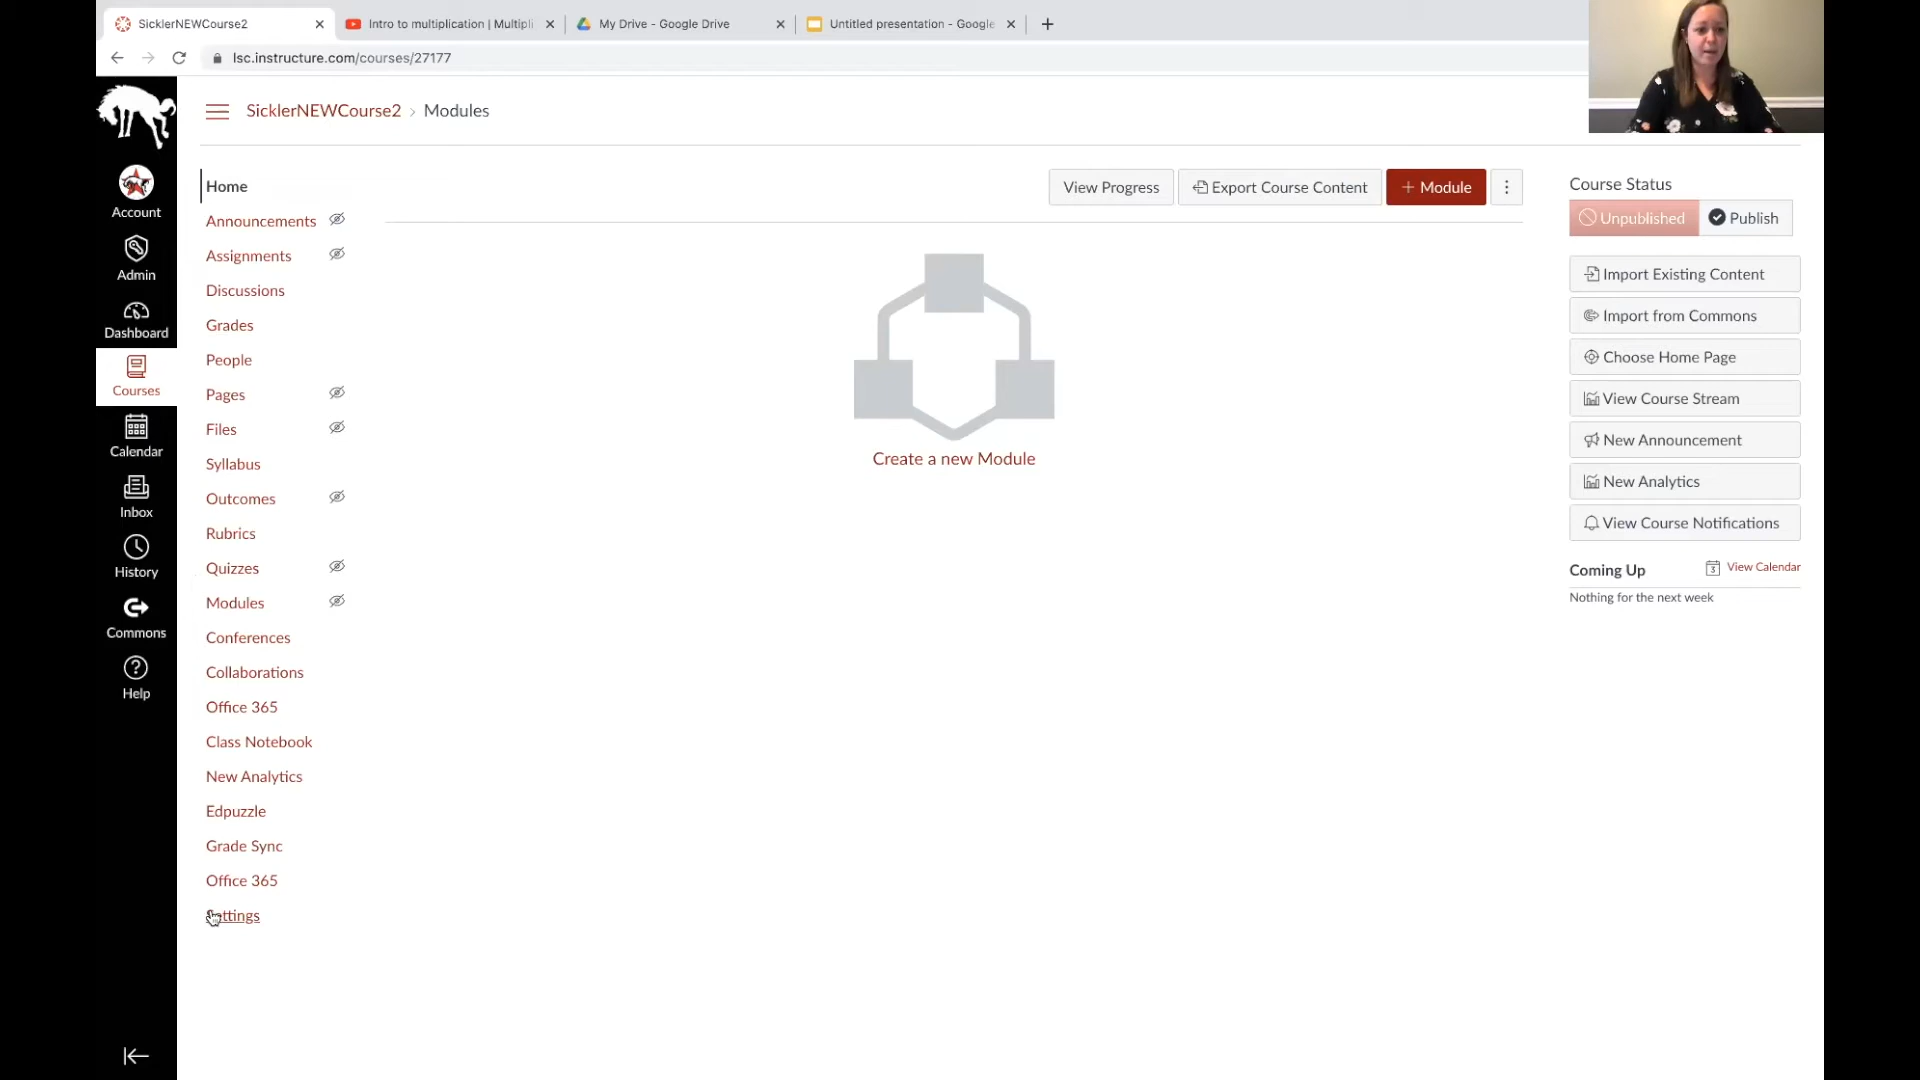 SicklerNEWCourse2
Intro to multiplication | Multipli
My Drive - Google Drive
Untitled presentation - Google
lsc.instructure.com/courses/27177
SicklerNEWCourse2 › Modules
Account
Admin
Dashboard
Courses
Calendar
Inbox
History
Commons
Help
Home
Announcements
Assignments
Discussions
Grades
People
Pages
Files
Syllabus
Outcomes
Rubrics
Quizzes
Modules
Conferences
Collaborations
Office 365
Class Notebook
New Analytics
Edpuzzle
Grade Sync
Office 365
ttings
View Progress
Export Course Content
+ Module
Create a new Module
Course Status
Unpublished
Publish
Import Existing Content
Import from Commons
Choose Home Page
View Course Stream
New Announcement
New Analytics
View Course Notifications
Coming Up
3 View Calendar
Nothing for the next week